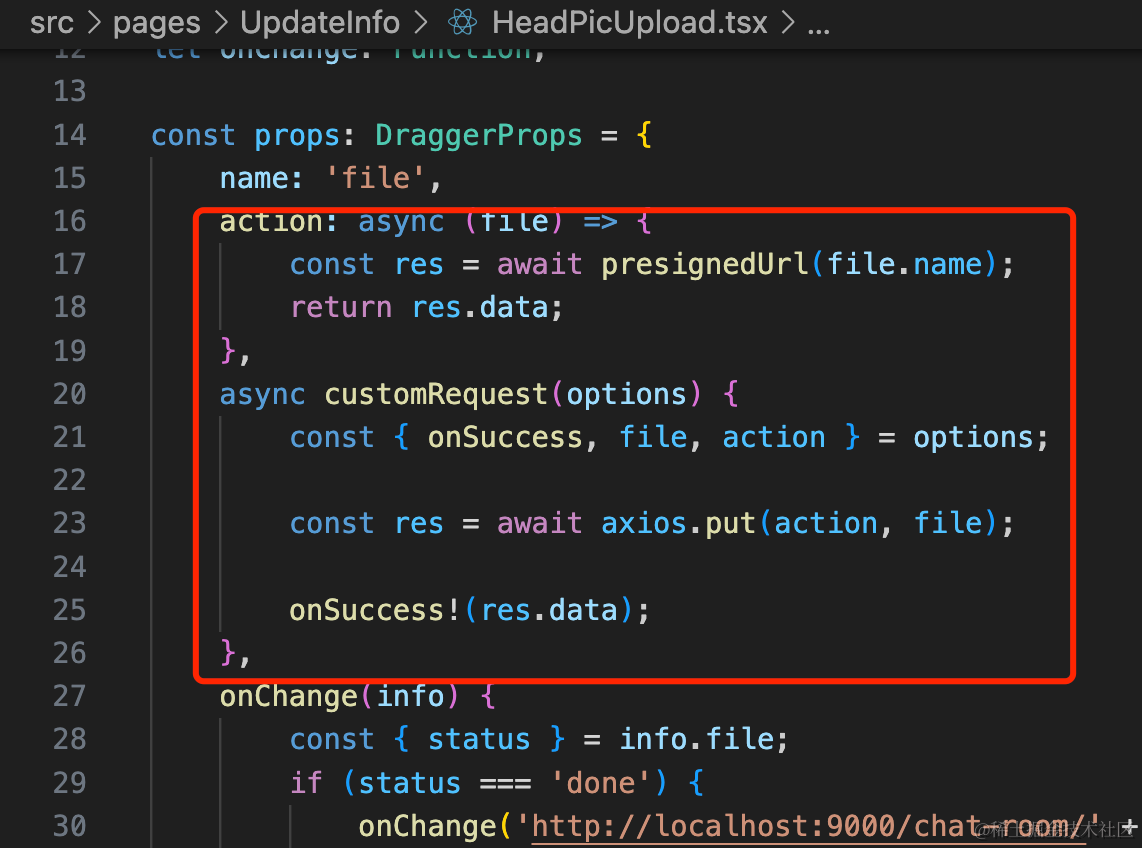 src > pages > UpdateInfo > HeadPicUpload.tsx > ...
12 let onChange: Function;
13
14 const props: DraggerProps = {
15 name: 'file',
16 action: async (file) => {
17 const res = await presignedUrl(file.name);
18 return res.data;
19 },
20 async customRequest(options) {
21 const { onSuccess, file, action } = options;
22
23 const res = await axios.put(action, file);
24
25 onSuccess!(res.data);
26 },
27 onChange(info) {
28 const { status } = info.file;
29 if (status === 'done') {
30 onChange('http://localhost:9000/chat-room/' +
@稀土掘金技术社区